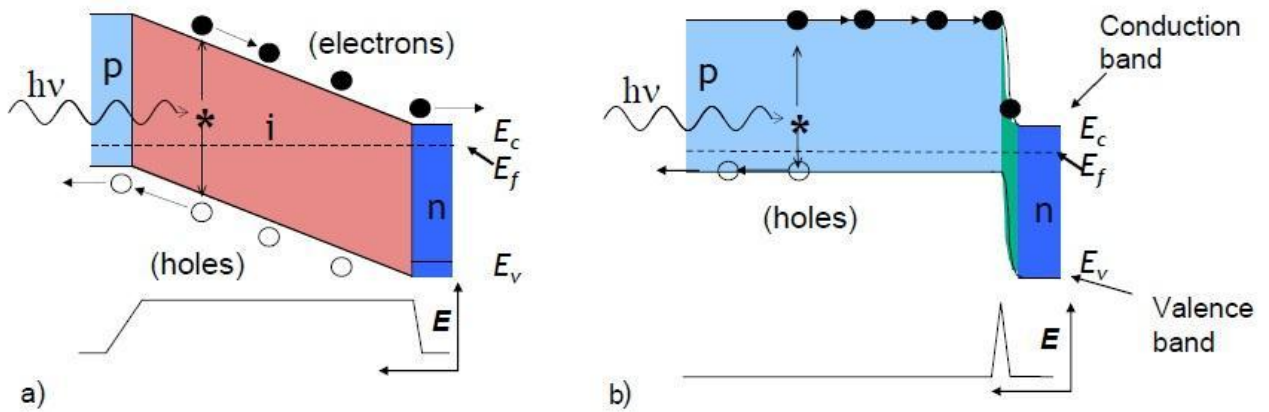 (electrons)
p
hν
*
i
E_c
E_f
n
(holes)
E_v
E
a)
Conduction
band
p
hν
*
E_c
E_f
n
(holes)
E_v
Valence
band
E
b)